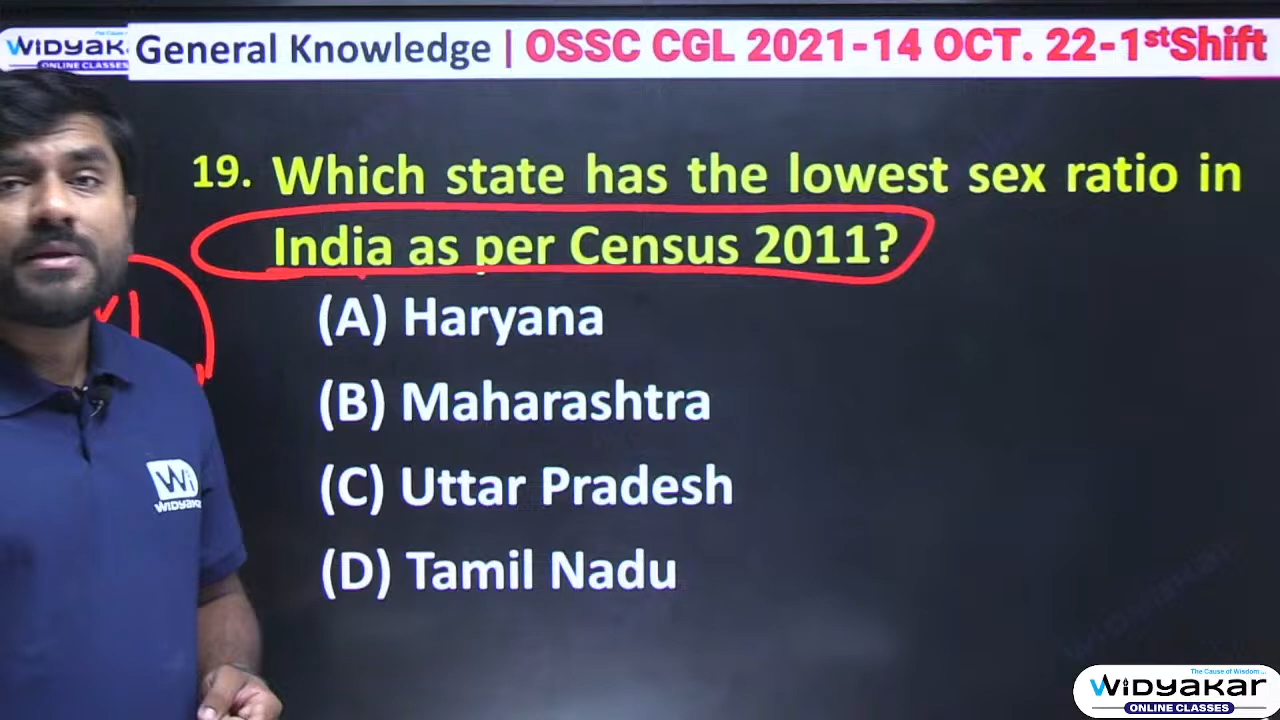 WiDyAKAR
ONLINE CLASSES
General Knowledge | OSSC CGL 2021-14 OCT. 22-1stShift
19. Which state has the lowest sex ratio in
India as per Census 2011?
(A) Haryana
(B) Maharashtra
(C) Uttar Pradesh
(D) Tamil Nadu
Wi
WiDyAKAR
The Cause of Wisdom...
WiDyAKAR
ONLINE CLASSES